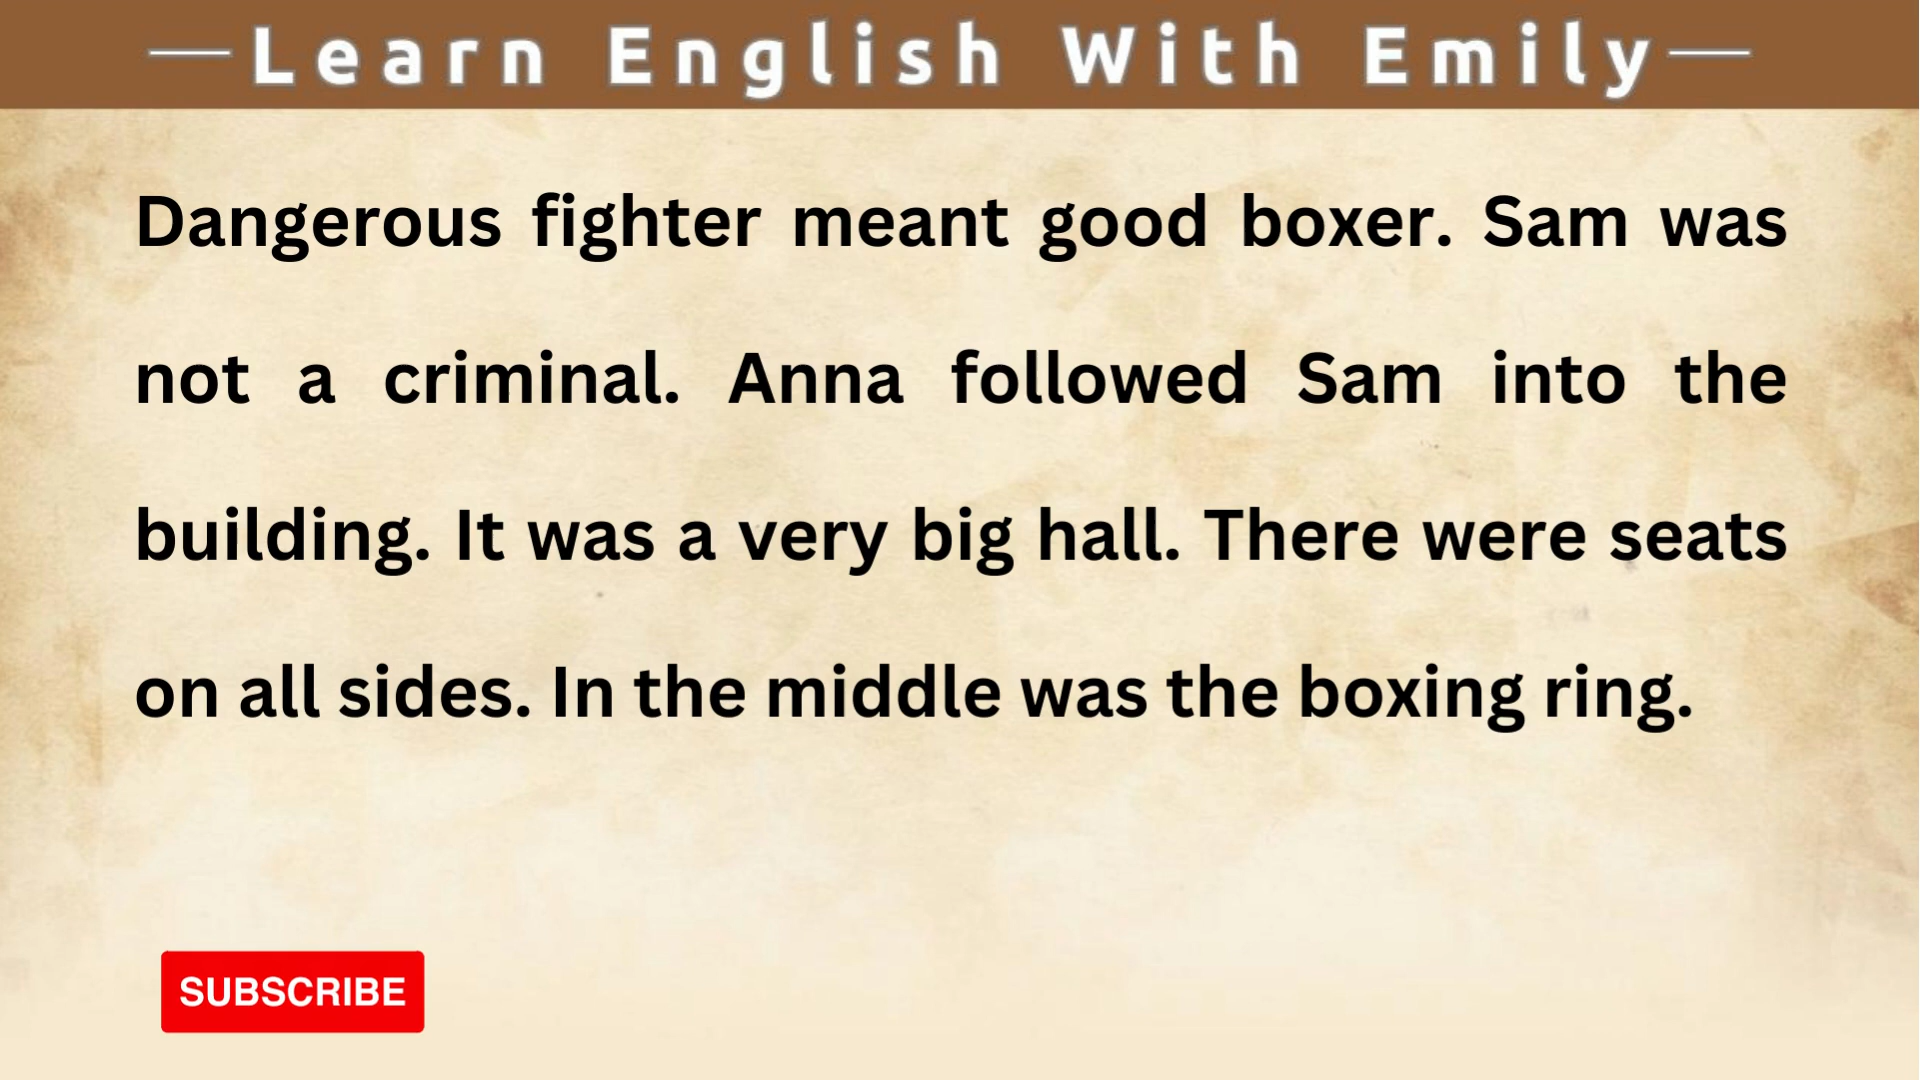 Learn English With Emily
Dangerous fighter meant good boxer. Sam was
not a criminal. Anna followed Sam into the
building. It was a very big hall. There were seats
on all sides. In the middle was the boxing ring.
SUBSCRIBE